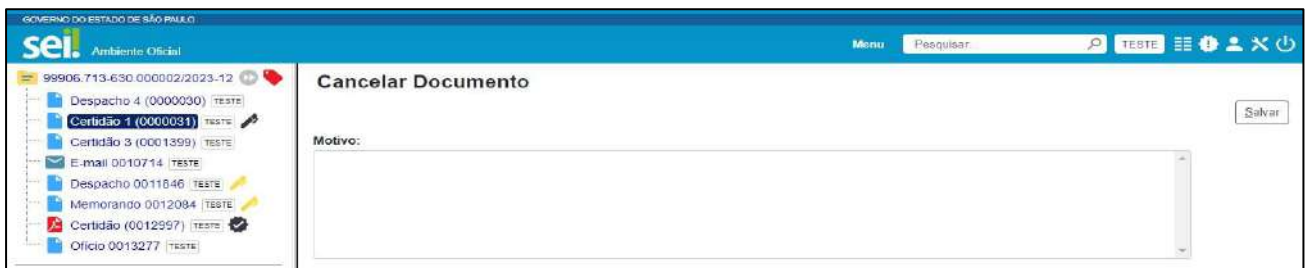 GOVERNO DO ESTADO DE SÃO PAULO
sei! Ambiente Oficial
Menu Pesquisar... TESTE
99906.713-630.000002/2023-12
Despacho 4 (0000030) TESTE
Certidão 1 (0000031) TESTE
Certidão 3 (0001399) TESTE
E-mail 0010714 TESTE
Despacho 0011846 TESTE
Memorando 0012084 TESTE
Certidão (0012997) TESTE
Ofício 0013277 TESTE
Cancelar Documento
Salvar
Motivo: